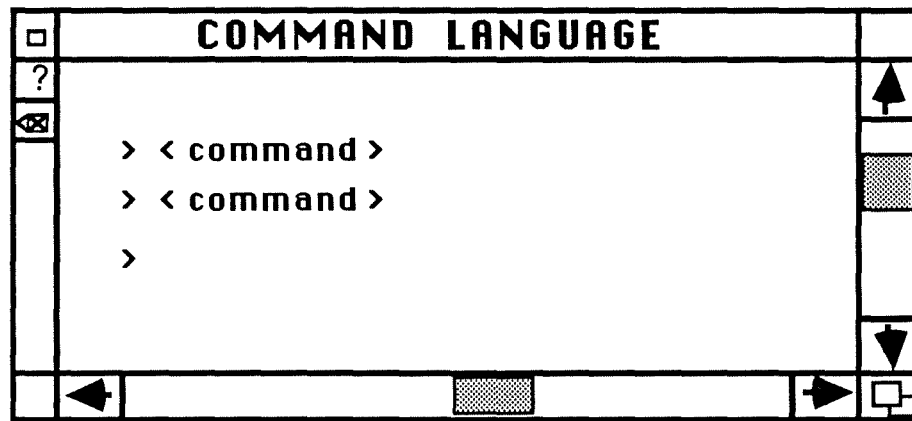 COMMAND LANGUAGE
?
> < command >
> < command >
>